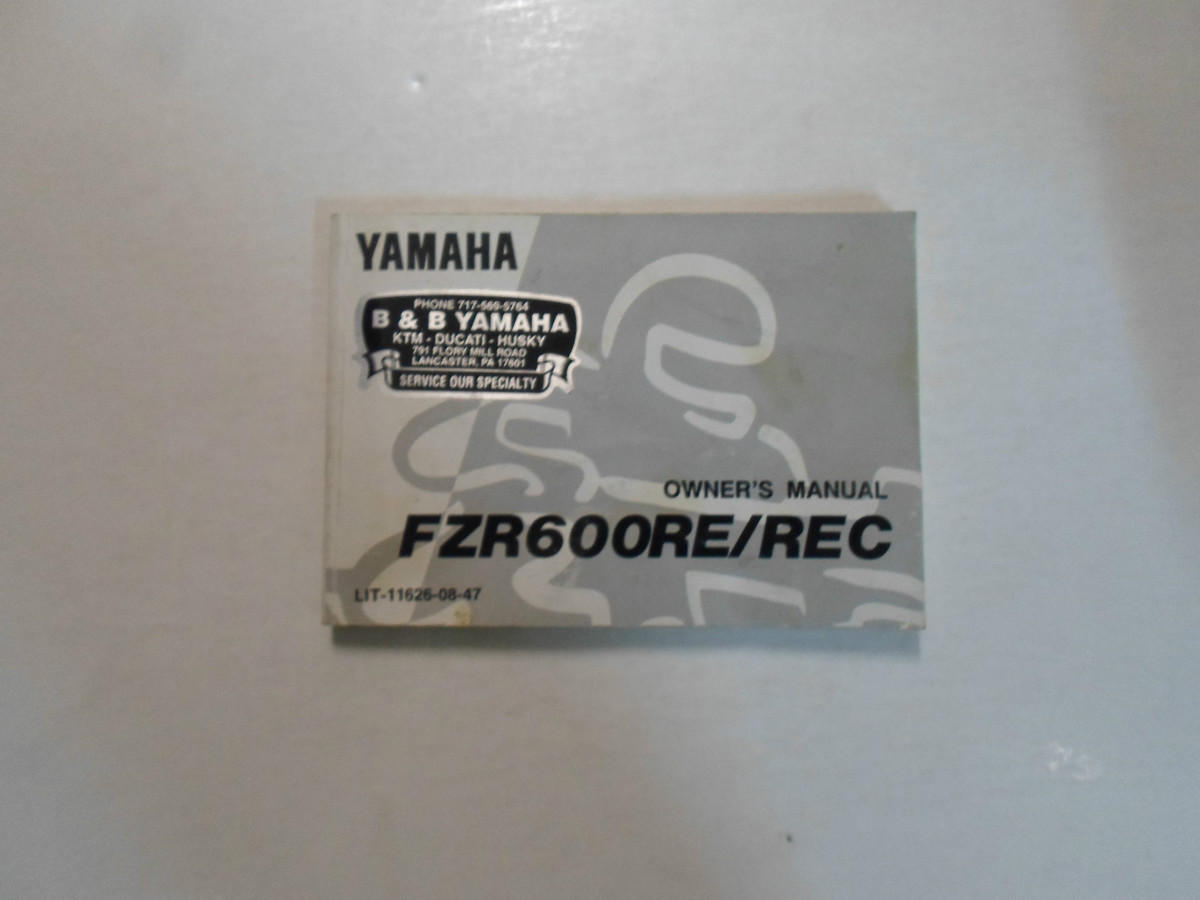 YAMAHA
PHONE 717-569-5764
B & B YAMAHA
KTM - DUCATI - HUSKY
791 FLORY MILL ROAD
LANCASTER, PA 17601
SERVICE OUR SPECIALTY
OWNER'S MANUAL
FZR600RE/REC
LIT-11626-08-47